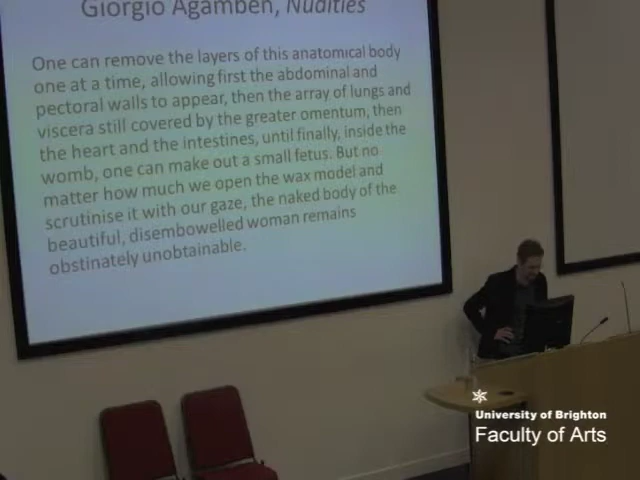 Giorgio Agamben, Nudities
One can remove the layers of this anatomical body
one at a time, allowing first the abdominal and
pectoral walls to appear, then the array of lungs and
viscera still covered by the greater omentum, then
the heart and the intestines, until finally, inside the
womb, one can make out a small fetus. But no
matter how much we open the wax model and
scrutinise it with our gaze, the naked body of the
beautiful, disembowelled woman remains
obstinately unobtainable.
University of Brighton
Faculty of Arts